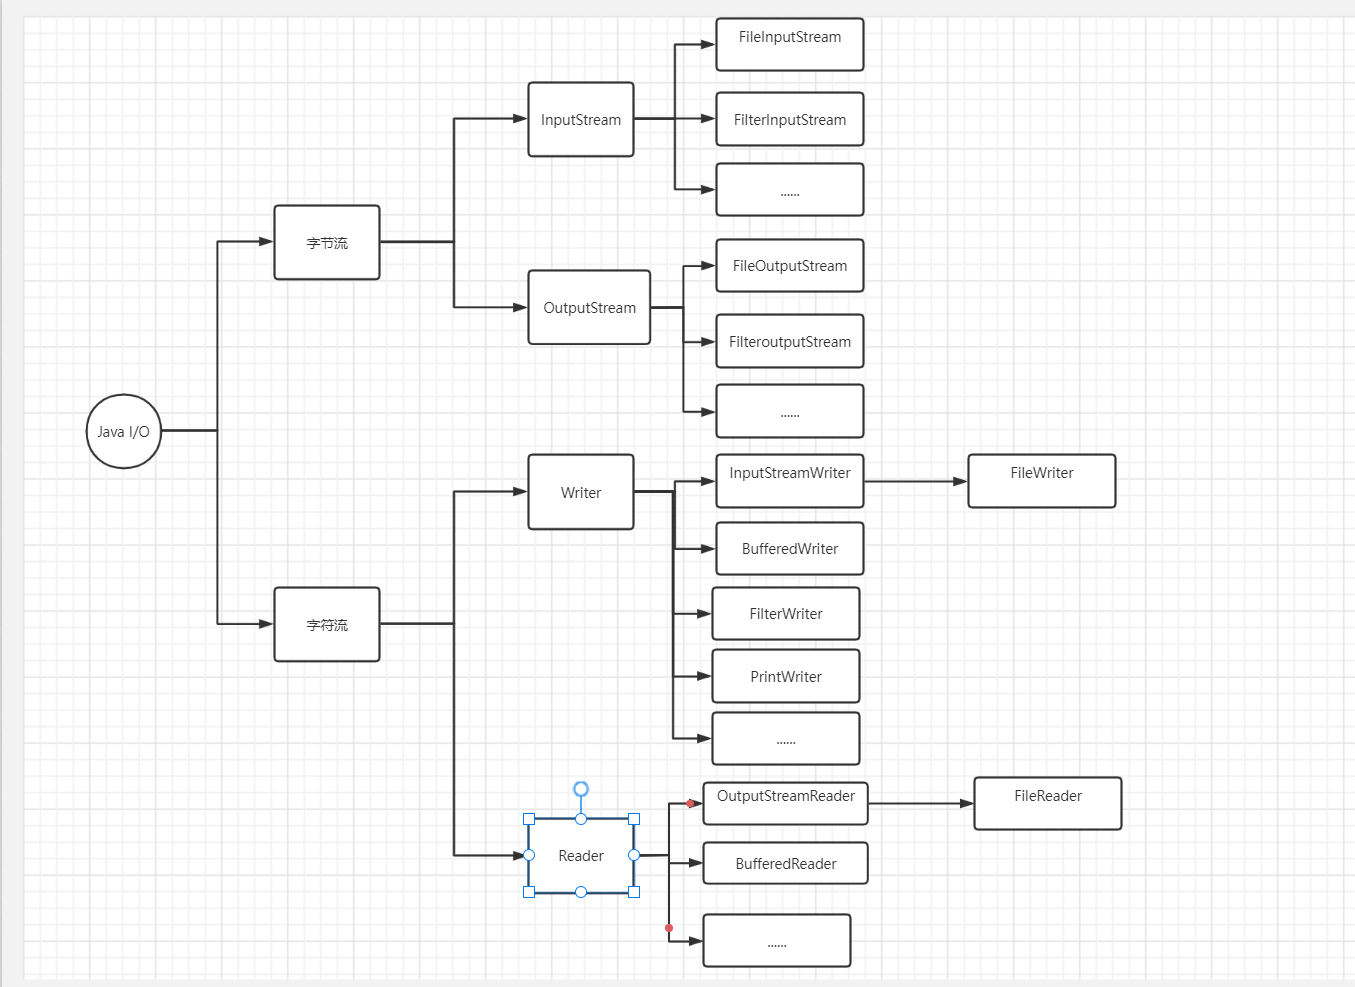 Java I/O
字节流
InputStream
FileInputStream
FilterInputStream
......
OutputStream
FileOutputStream
FilteroutputStream
......
字符流
Writer
InputStreamWriter
FileWriter
BufferedWriter
FilterWriter
PrintWriter
......
Reader
OutputStreamReader
FileReader
BufferedReader
......